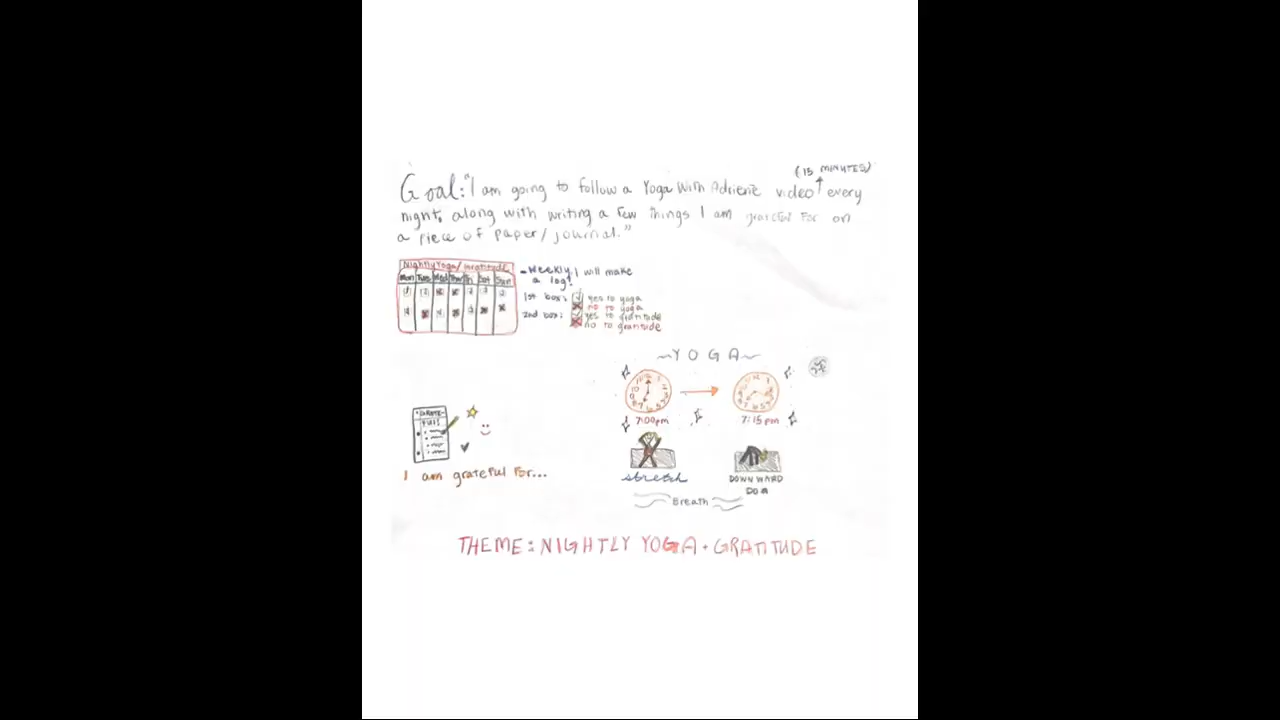 (15 MINUTES)
Goal: "I am going to follow a Yoga With Adriene video ↑ every
night, along with writing a few things I am grateful for on
a piece of paper/journal."
Nightly Yoga/Gratitude
Mon Tues Wed Thur Fri Sat Sun
- Weekly, I will make
a log!
1st box: yes to yoga
no to yoga
2nd box: yes to gratitude
no to gratitude
~YOGA~
7:00pm 7:15pm
GRATE-
FULS
I am grateful for...
stretch
DOWNWARD
DOG
Breath
THEME: NIGHTLY YOGA + GRATITUDE